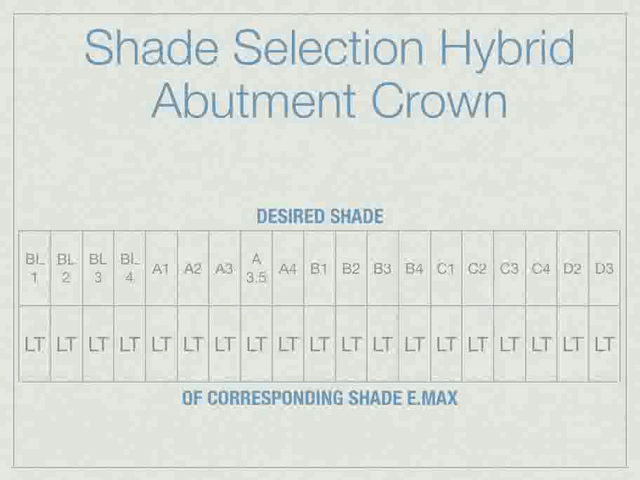 Shade Selection Hybrid
Abutment Crown
DESIRED SHADE
BL 1 BL 2 BL 3 BL 4 A1 A2 A3 A 3.5 A4 B1 B2 B3 B4 C1 C2 C3 C4 D2 D3
LT LT LT LT LT LT LT LT LT LT LT LT LT LT LT LT LT LT LT
OF CORRESPONDING SHADE E.MAX